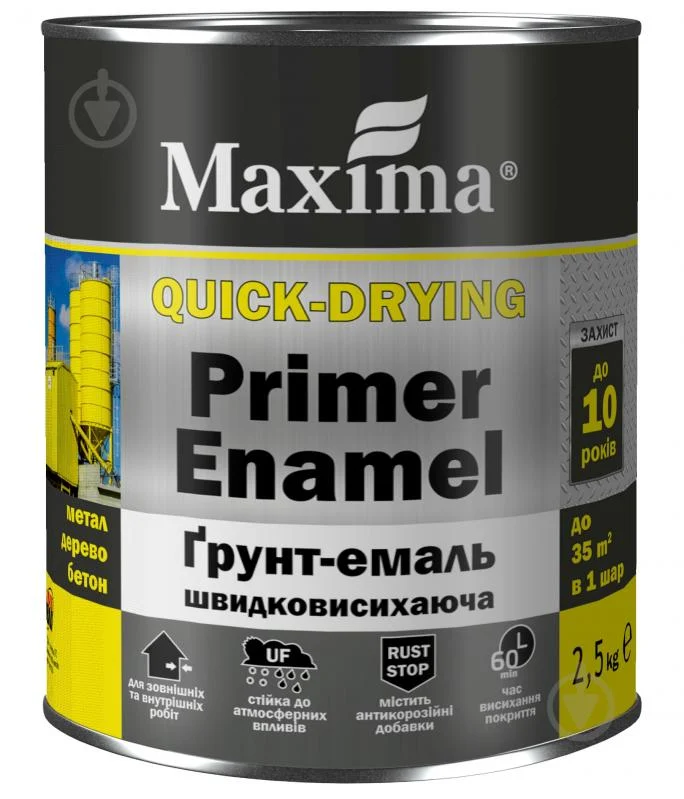 Maxima®
QUICK-DRYING
Primer
Enamel
Ґрунт-емаль
швидковисихаюча
ЗАХИСТ
до
10
років
метал
дерево
бетон
до
35 m²
в 1 шар
2,5kg e
для зовнішніх
та внутрішніх
робіт
UF
стійка до
атмосферних
впливів
RUST
STOP
містить
антикорозійні
добавки
60
min
час
висихання
покриття